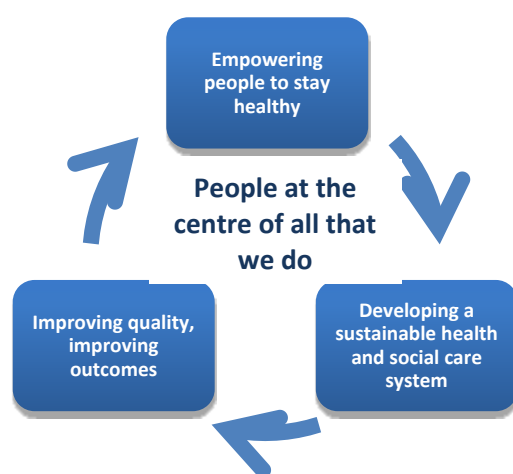 Empowering
people to stay
healthy
People at the
centre of all that
we do
Improving quality,
improving
outcomes
Developing a
sustainable health
and social care
system